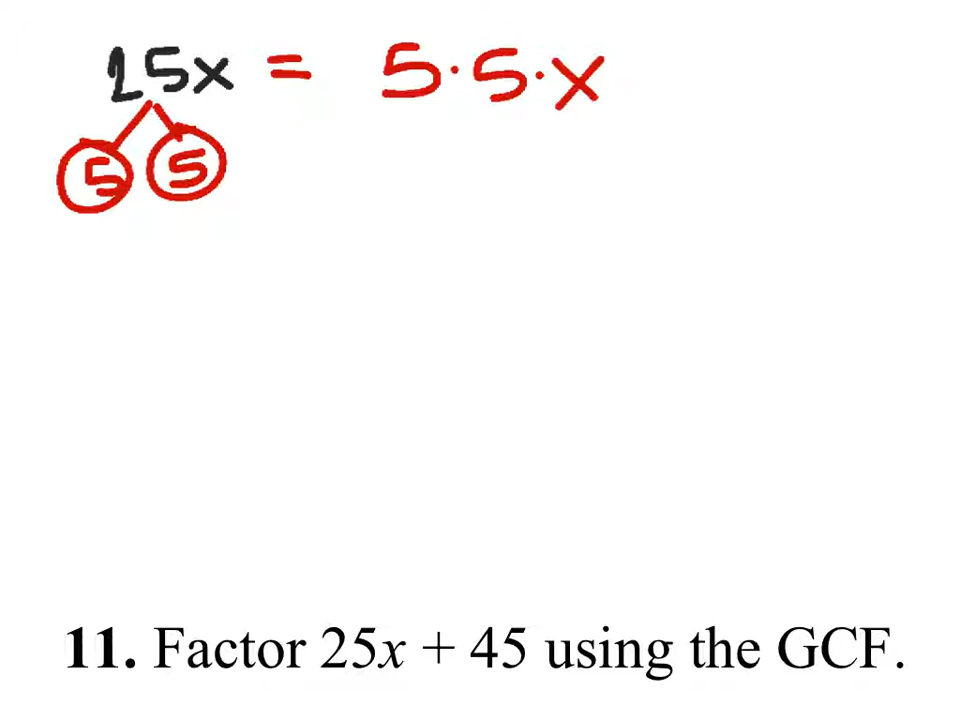 25x = 5·5·x
5 5
11. Factor 25x + 45 using the GCF.